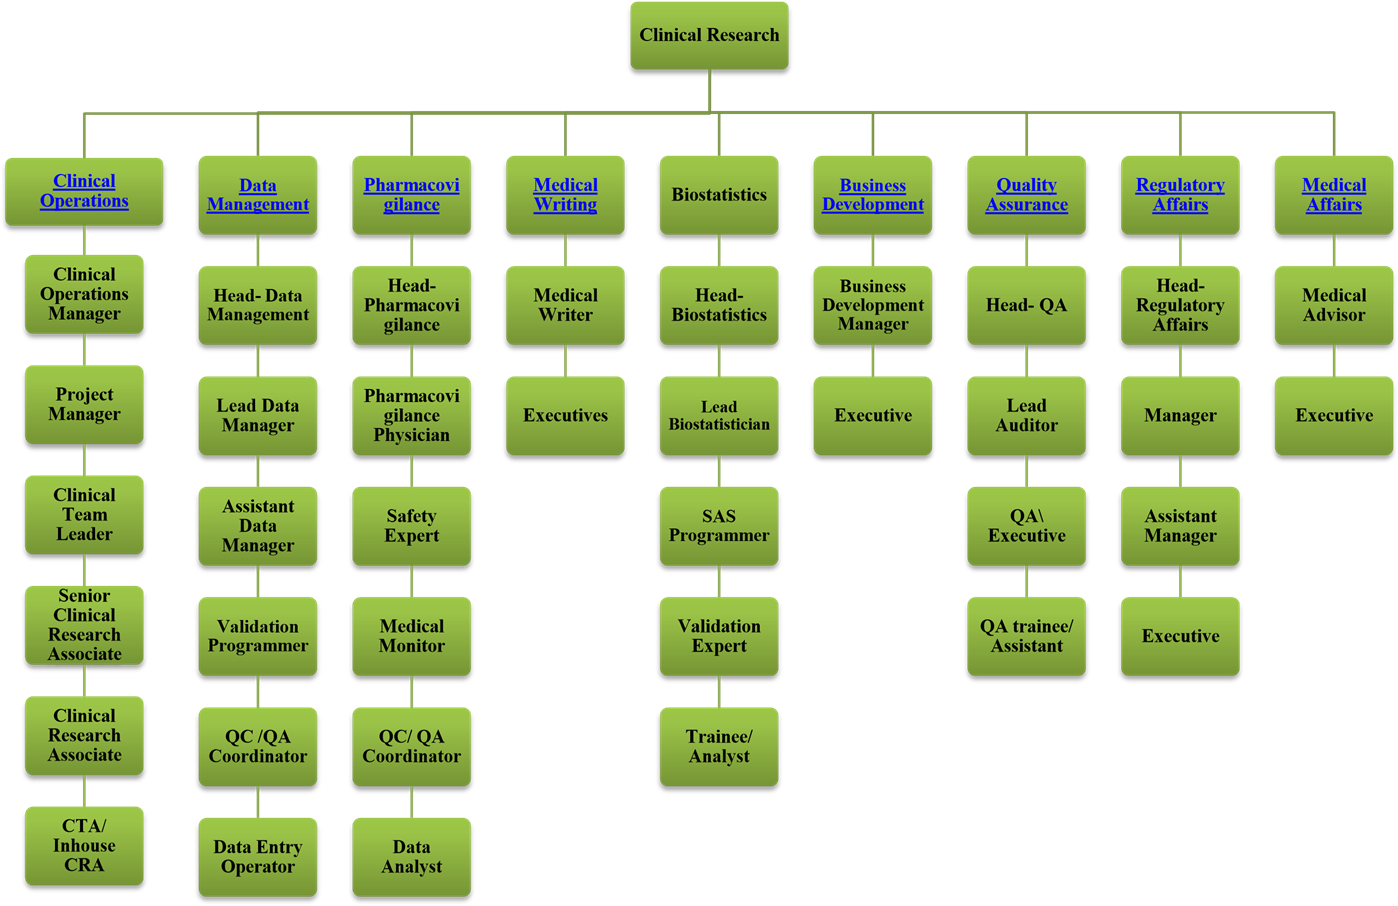 Clinical Research
Clinical
Operations
Data
Management
Pharmacovi
gilance
Medical
Writing
Biostatistics
Business
Development
Quality
Assurance
Regulatory
Affairs
Medical
Affairs
Clinical
Operations
Manager
Head- Data
Management
Head-
Pharmacovi
gilance
Medical
Writer
Head-
Biostatistics
Business
Development
Manager
Head- QA
Head-
Regulatory
Affairs
Medical
Advisor
Project
Manager
Lead Data
Manager
Pharmacovi
gilance
Physician
Executives
Lead
Biostatistician
Executive
Lead
Auditor
Manager
Executive
Clinical
Team
Leader
Assistant
Data
Manager
Safety
Expert
SAS
Programmer
QA\
Executive
Assistant
Manager
Senior
Clinical
Research
Associate
Validation
Programmer
Medical
Monitor
Validation
Expert
QA trainee/
Assistant
Executive
Clinical
Research
Associate
QC /QA
Coordinator
QC/ QA
Coordinator
Trainee/
Analyst
CTA/
Inhouse
CRA
Data Entry
Operator
Data
Analyst